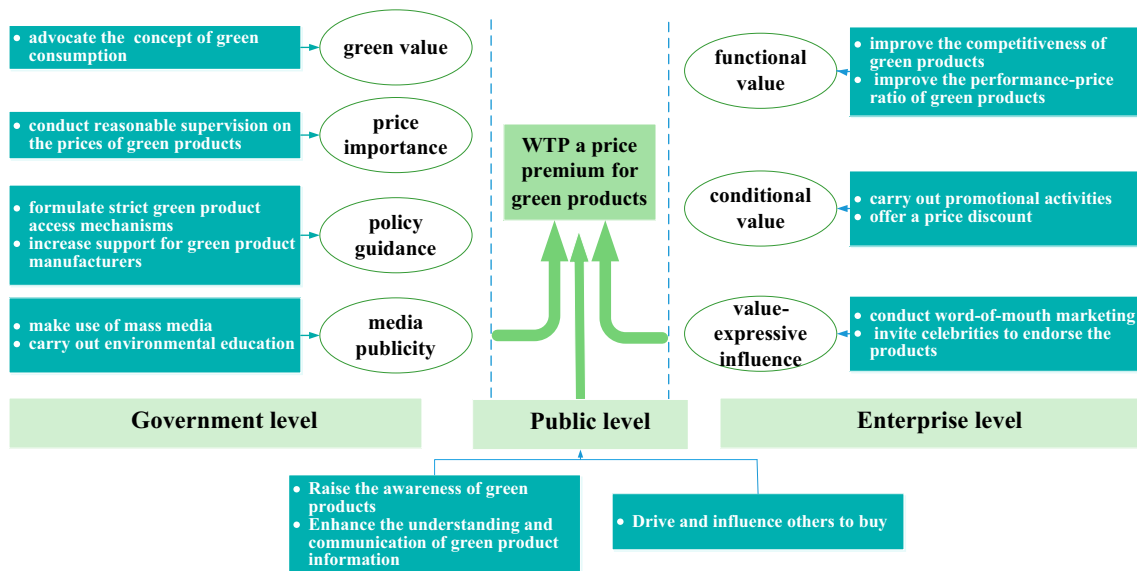 • advocate the concept of green
consumption
green value
• conduct reasonable supervision on
the prices of green products
price
importance
• formulate strict green product
access mechanisms
• increase support for green product
manufacturers
policy
guidance
• make use of mass media
• carry out environmental education
media
publicity
Government level
WTP a price
premium for
green products
Public level
• Raise the awareness of green
products
• Enhance the understanding and
communication of green product
information
• Drive and influence others to buy
functional
value
• improve the competitiveness of
green products
• improve the performance-price
ratio of green products
conditional
value
• carry out promotional activities
• offer a price discount
value-
expressive
influence
• conduct word-of-mouth marketing
• invite celebrities to endorse the
products
Enterprise level